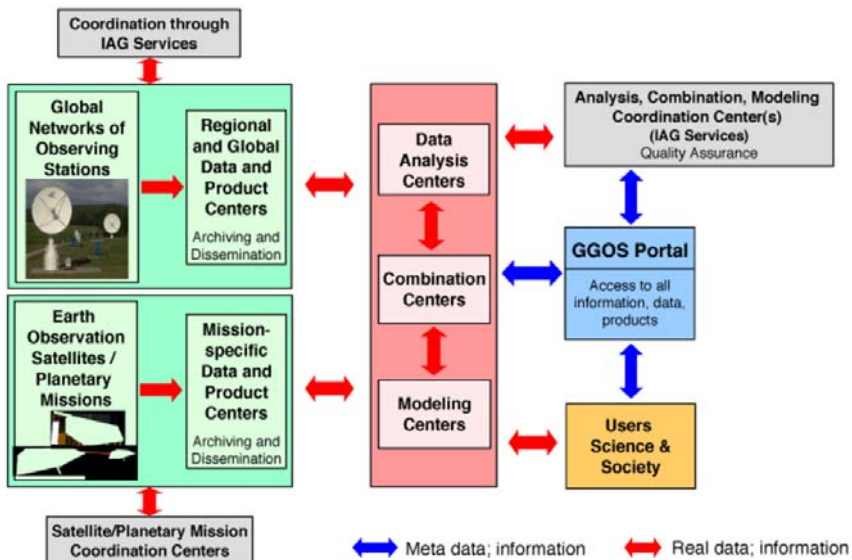 Coordination through
IAG Services
Global
Networks of
Observing
Stations
Regional
and Global
Data and
Product
Centers
Archiving and
Dissemination
Earth
Observation
Satellites /
Planetary
Missions
Mission-
specific
Data and
Product
Centers
Archiving and
Dissemination
Satellite/Planetary Mission
Coordination Centers
Data
Analysis
Centers
Combination
Centers
Modeling
Centers
Analysis, Combination, Modeling
Coordination Center(s)
(IAG Services)
Quality Assurance
GGOS Portal
Access to all
information, data,
products
Users
Science &
Society
Meta data; information
Real data; information